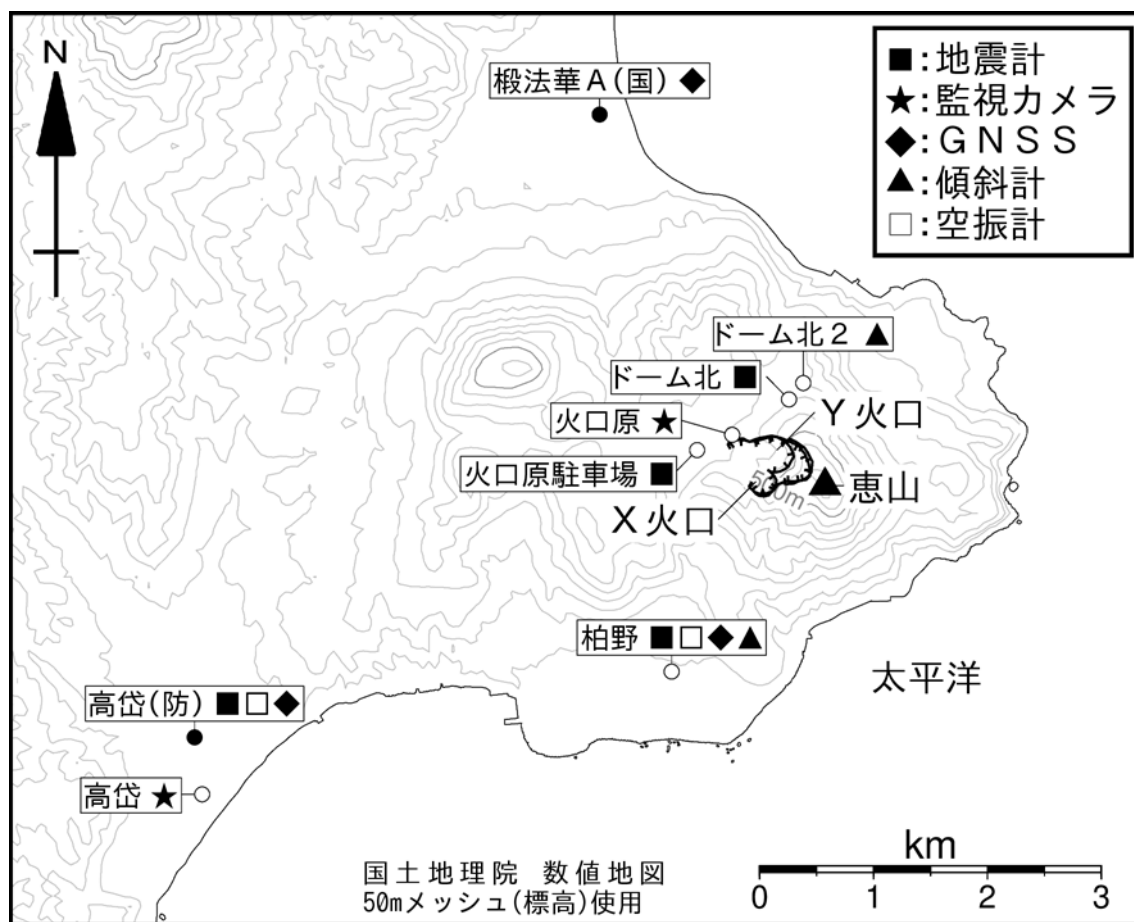 N
椴法華A(国) ◆
■:地震計
★:監視カメラ
◆:GNSS
▲:傾斜計
□:空振計
ドーム北2 ▲
ドーム北 ■
Y火口
火口原 ★
火口原駐車場 ■
500m
恵山
X火口
柏野 ■□◆▲
太平洋
高岱(防) ■□◆
高岱 ★
km
0 1 2 3
国土地理院 数値地図
50mメッシュ(標高)使用